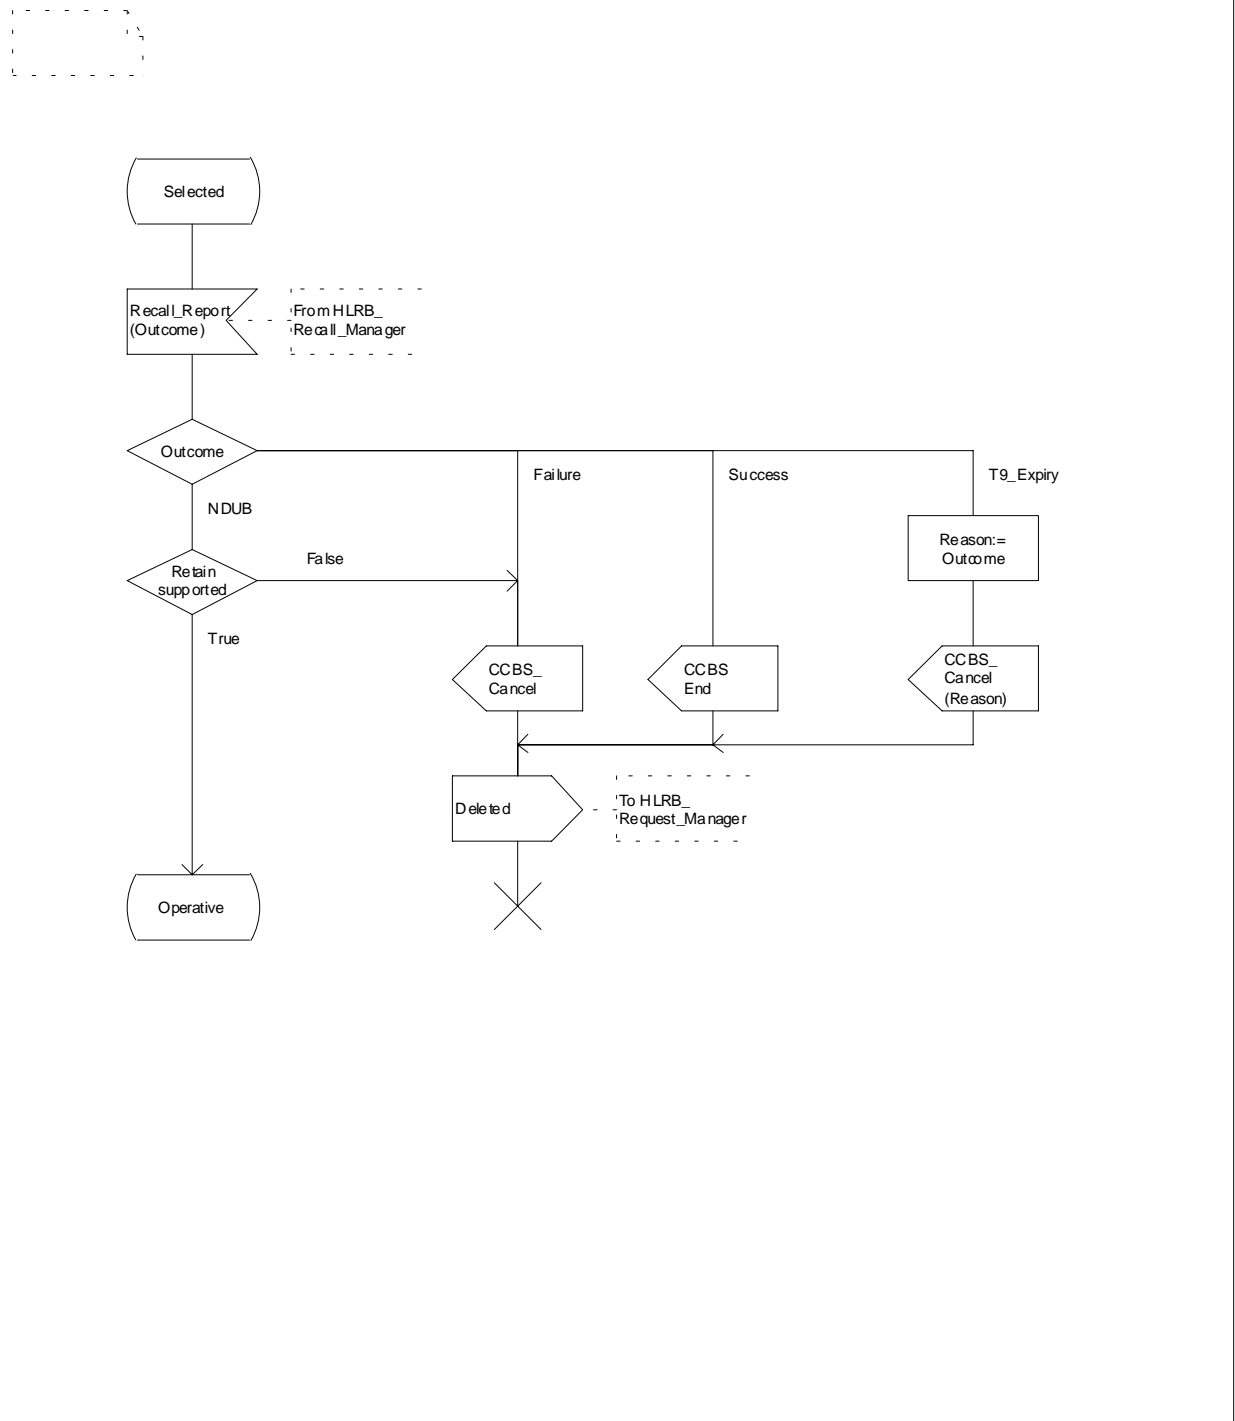 Selected
Recall_Report
(Outcome)
From HLRB_
Recall_Manager
Outcome
Failure
Success
T9_Expiry
NDUB
Reason:=
Outcome
False
Retain
supported
True
CCBS_
Cancel
CCBS
End
CCBS_
Cancel
(Reason)
Deleted
To HLRB_
Request_Manager
Operative